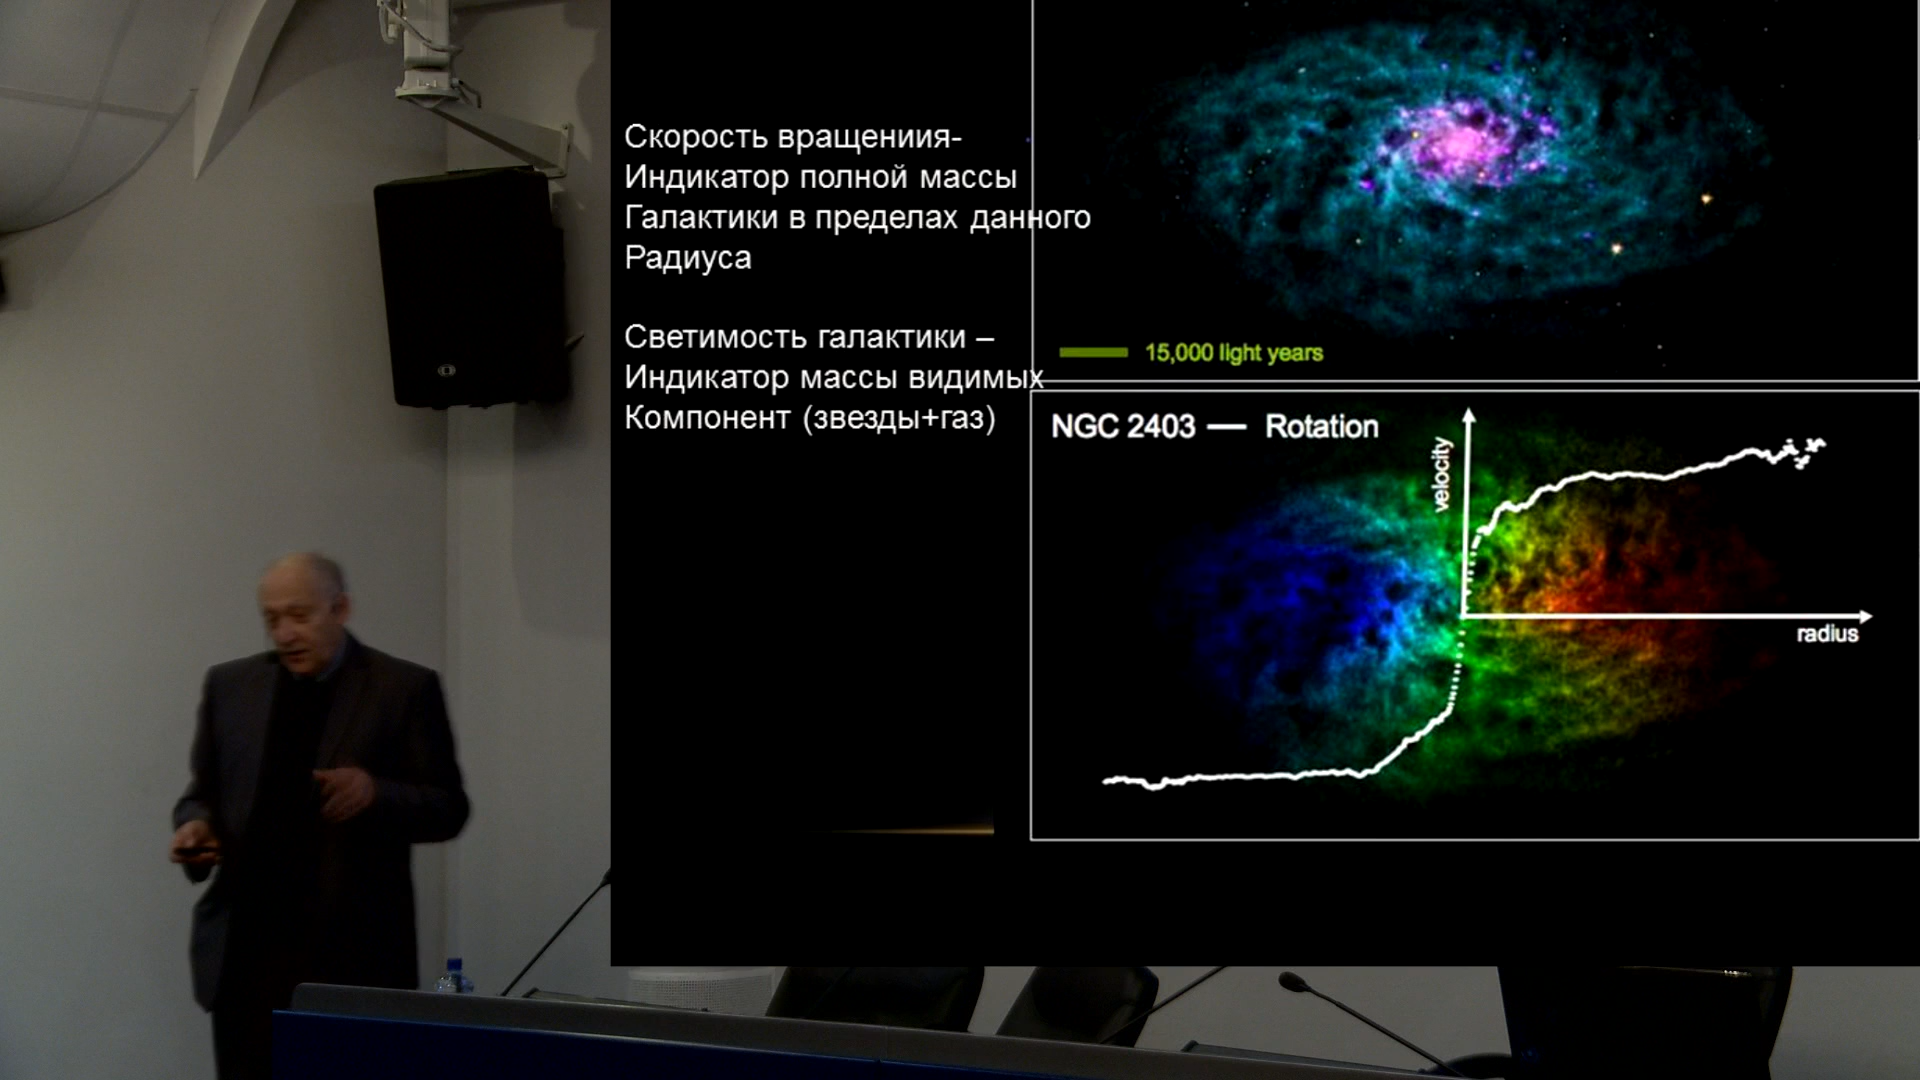 Скорость вращениия-
Индикатор полной массы
Галактики в пределах данного
Радиуса
Светимость галактики –
Индикатор массы видимых
Компонент (звезды+газ)
15,000 light years
NGC 2403 — Rotation
velocity
radius